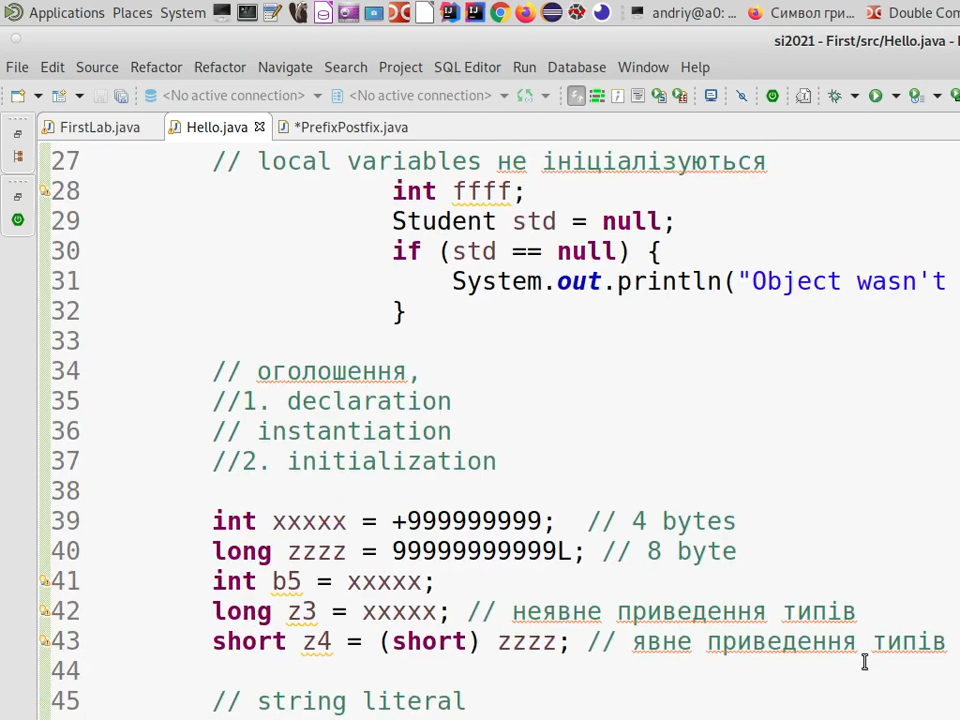 Applications Places System andriy@a0: ... Символ гри... Double Com
si2021 - First/src/Hello.java -
File Edit Source Refactor Refactor Navigate Search Project SQL Editor Run Database Window Help
<No active connection> <No active connection>
FirstLab.java Hello.java *PrefixPostfix.java
27 // local variables не ініціалізуються
28 int ffff;
29 Student std = null;
30 if (std == null) {
31 System.out.println("Object wasn't
32 }
33
34 // оголошення,
35 //1. declaration
36 // instantiation
37 //2. initialization
38
39 int xxxxx = +999999999; // 4 bytes
40 long zzzz = 99999999999L; // 8 byte
41 int b5 = xxxxx;
42 long z3 = xxxxx; // неявне приведення типів
43 short z4 = (short) zzzz; // явне приведення типів
44
45 // string literal